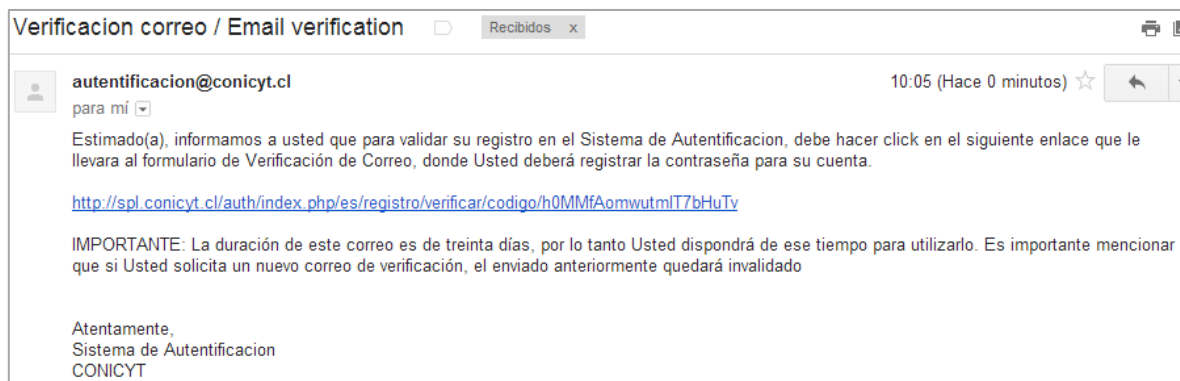 Verificacion correo / Email verification
Recibidos x
autentificacion@conicyt.cl
10:05 (Hace 0 minutos)
para mí
Estimado(a), informamos a usted que para validar su registro en el Sistema de Autentificacion, debe hacer click en el siguiente enlace que le
llevara al formulario de Verificación de Correo, donde Usted deberá registrar la contraseña para su cuenta.
http://spl.conicyt.cl/auth/index.php/es/registro/verificar/codigo/h0MMfAomwutmIT7bHuTv
IMPORTANTE: La duración de este correo es de treinta días, por lo tanto Usted dispondrá de ese tiempo para utilizarlo. Es importante mencionar
que si Usted solicita un nuevo correo de verificación, el enviado anteriormente quedará invalidado
Atentamente,
Sistema de Autentificacion
CONICYT